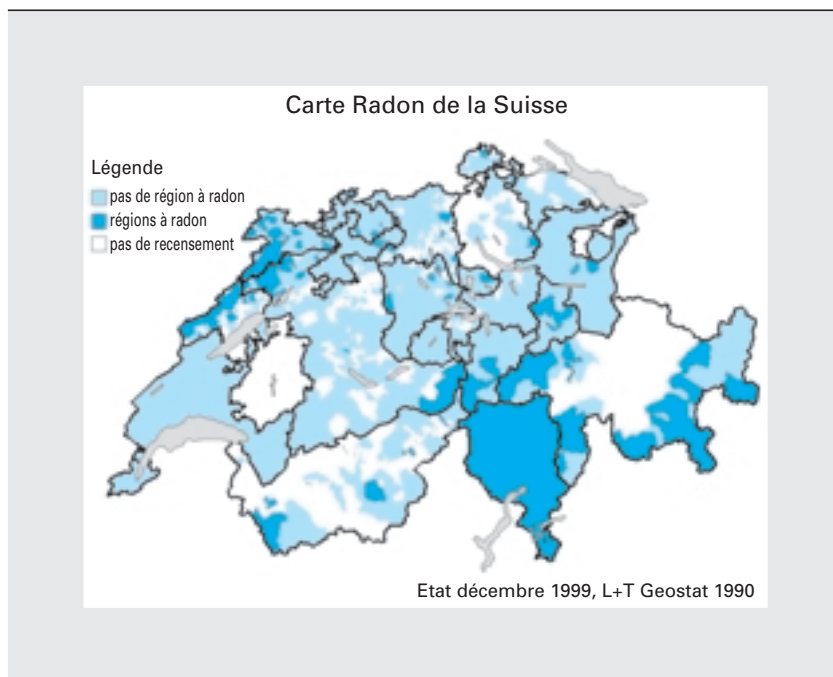 Carte Radon de la Suisse
Légende
pas de région à radon
régions à radon
pas de recensement
Etat décembre 1999, L+T Geostat 1990